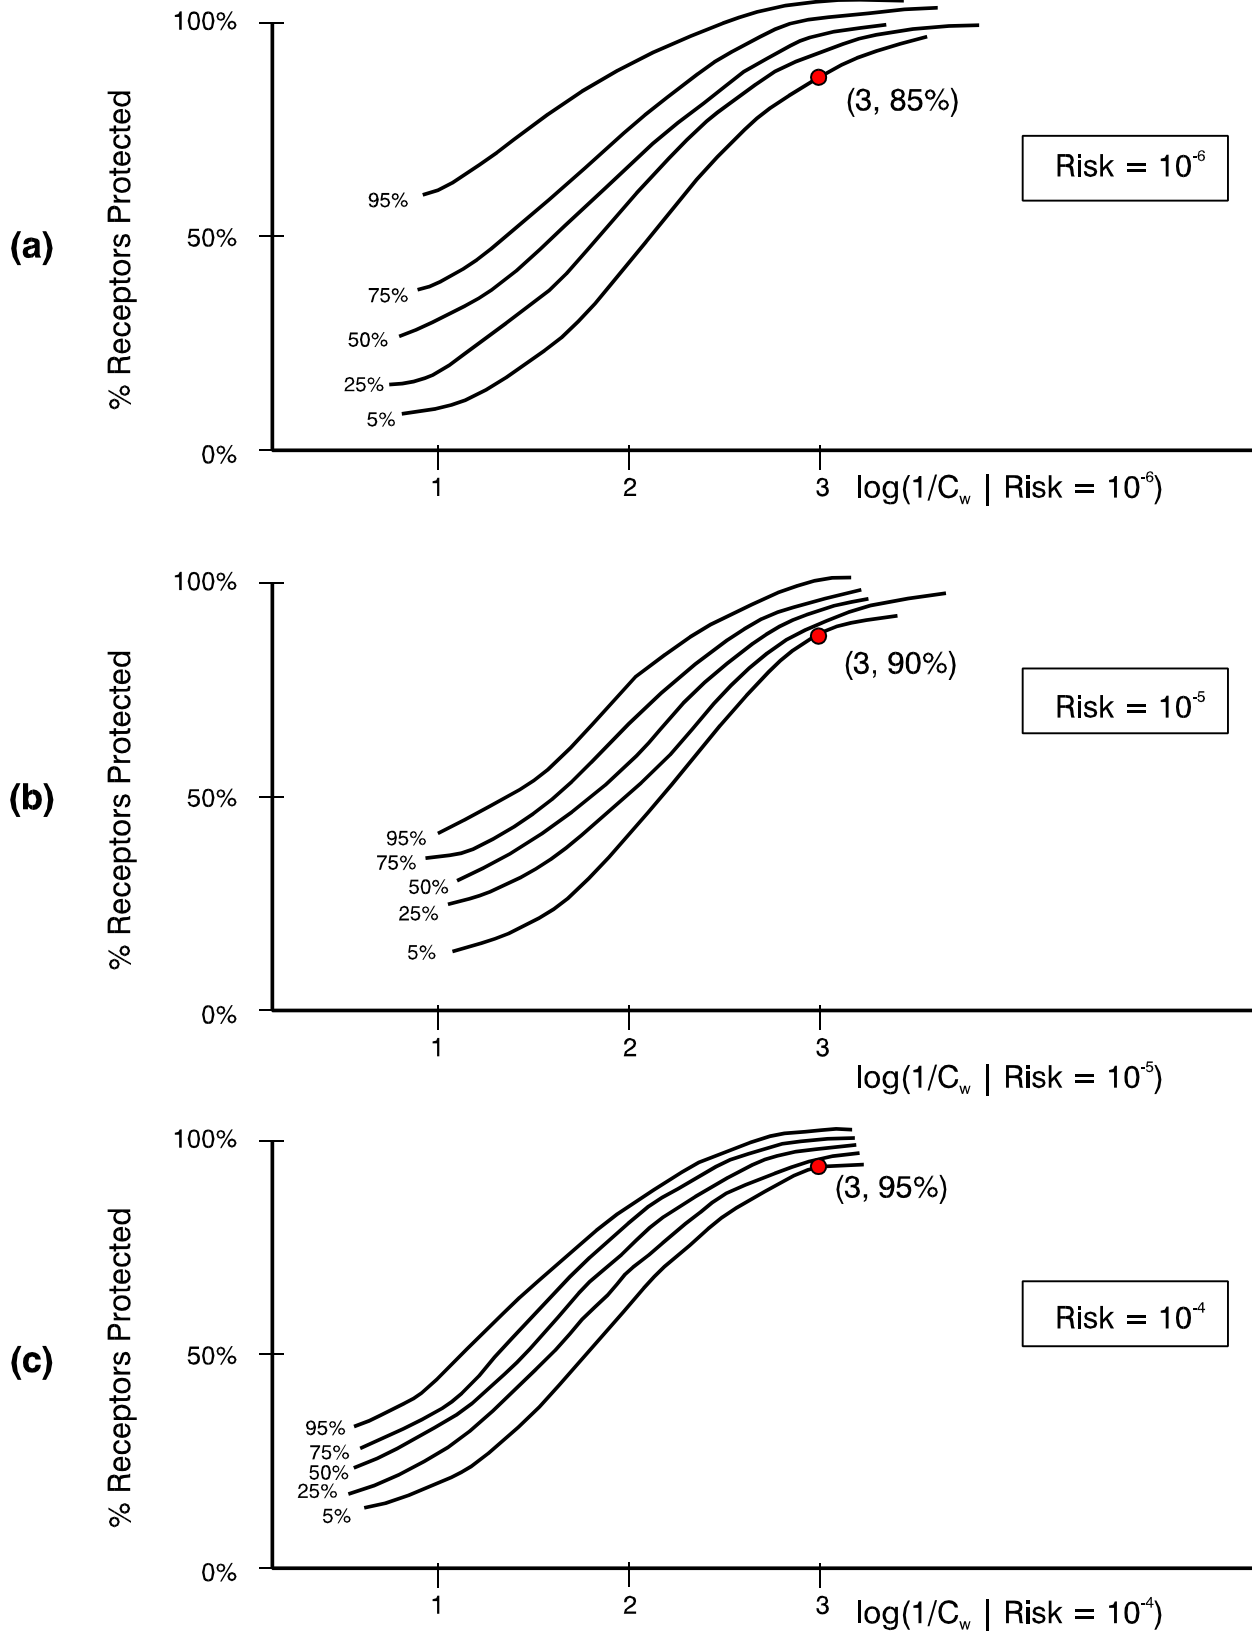 100%
(3, 85%)
Risk = 10⁻⁶
95%
50%
(a)
% Receptors Protected
75%
50%
25%
5%
0%
1 2 3 log(1/C_w | Risk = 10⁻⁶)
100%
(3, 90%)
Risk = 10⁻⁵
50%
(b)
% Receptors Protected
95%
75%
50%
25%
5%
0%
1 2 3
log(1/C_w | Risk = 10⁻⁵)
100%
(3, 95%)
Risk = 10⁻⁴
50%
(c)
% Receptors Protected
95%
75%
50%
25%
5%
0%
1 2 3 log(1/C_w | Risk = 10⁻⁴)